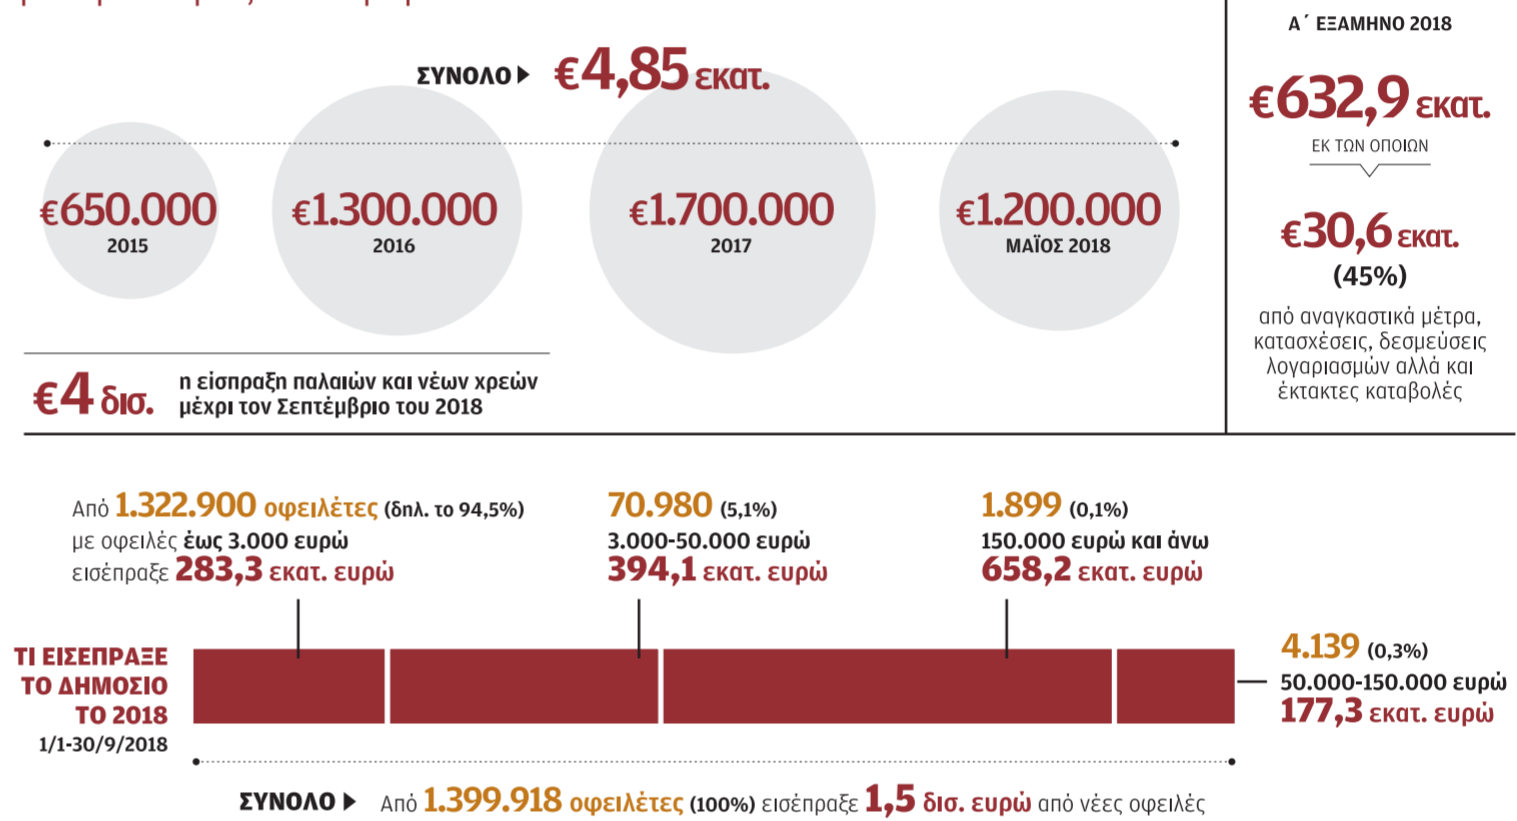 ΣΥΝΟΛΟ
€4,85 εκατ.
€650.000
2015
€1.300.000
2016
€1.700.000
2017
€1.200.000
ΜΑΪΟΣ 2018
€4 δισ.
η είσπραξη παλαιών και νέων χρεών
μέχρι τον Σεπτέμβριο του 2018
Α΄ ΕΞΑΜΗΝΟ 2018
€632,9 εκατ.
ΕΚ ΤΩΝ ΟΠΟΙΩΝ
€30,6 εκατ.
(45%)
από αναγκαστικά μέτρα,
κατασχέσεις, δεσμεύσεις
λογαριασμών αλλά και
έκτακτες καταβολές
Από 1.322.900 οφειλέτες (δηλ. το 94,5%)
με οφειλές έως 3.000 ευρώ
εισέπραξε 283,3 εκατ. ευρώ
70.980 (5,1%)
3.000-50.000 ευρώ
394,1 εκατ. ευρώ
1.899 (0,1%)
150.000 ευρώ και άνω
658,2 εκατ. ευρώ
4.139 (0,3%)
50.000-150.000 ευρώ
177,3 εκατ. ευρώ
ΤΙ ΕΙΣΕΠΡΑΞΕ
ΤΟ ΔΗΜΟΣΙΟ
ΤΟ 2018
1/1-30/9/2018
ΣΥΝΟΛΟ Από 1.399.918 οφειλέτες (100%) εισέπραξε 1,5 δισ. ευρώ από νέες οφειλές